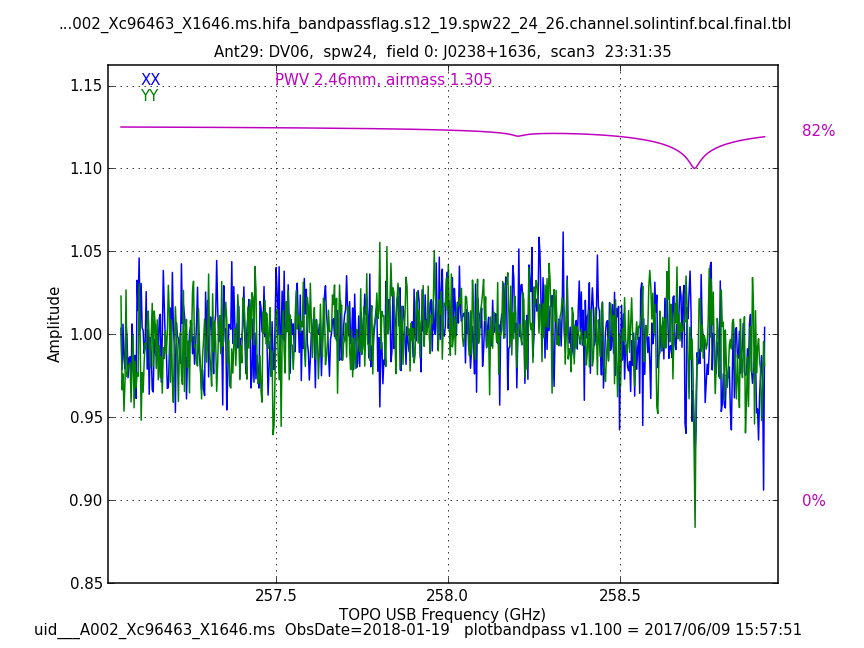 ...002_Xc96463_X1646.ms.hifa_bandpassflag.s12_19.spw22_24_26.channel.solintinf.bcal.final.tbl
Ant29: DV06,  spw24,  field 0: J0238+1636,  scan3  23:31:35
XX
PWV 2.46mm, airmass 1.305
YY
1.15
1.10
1.05
1.00
0.95
0.90
0.85
Amplitude
82%
0%
257.5
258.0
258.5
TOPO USB Frequency (GHz)
uid___A002_Xc96463_X1646.ms  ObsDate=2018-01-19   plotbandpass v1.100 = 2017/06/09 15:57:51